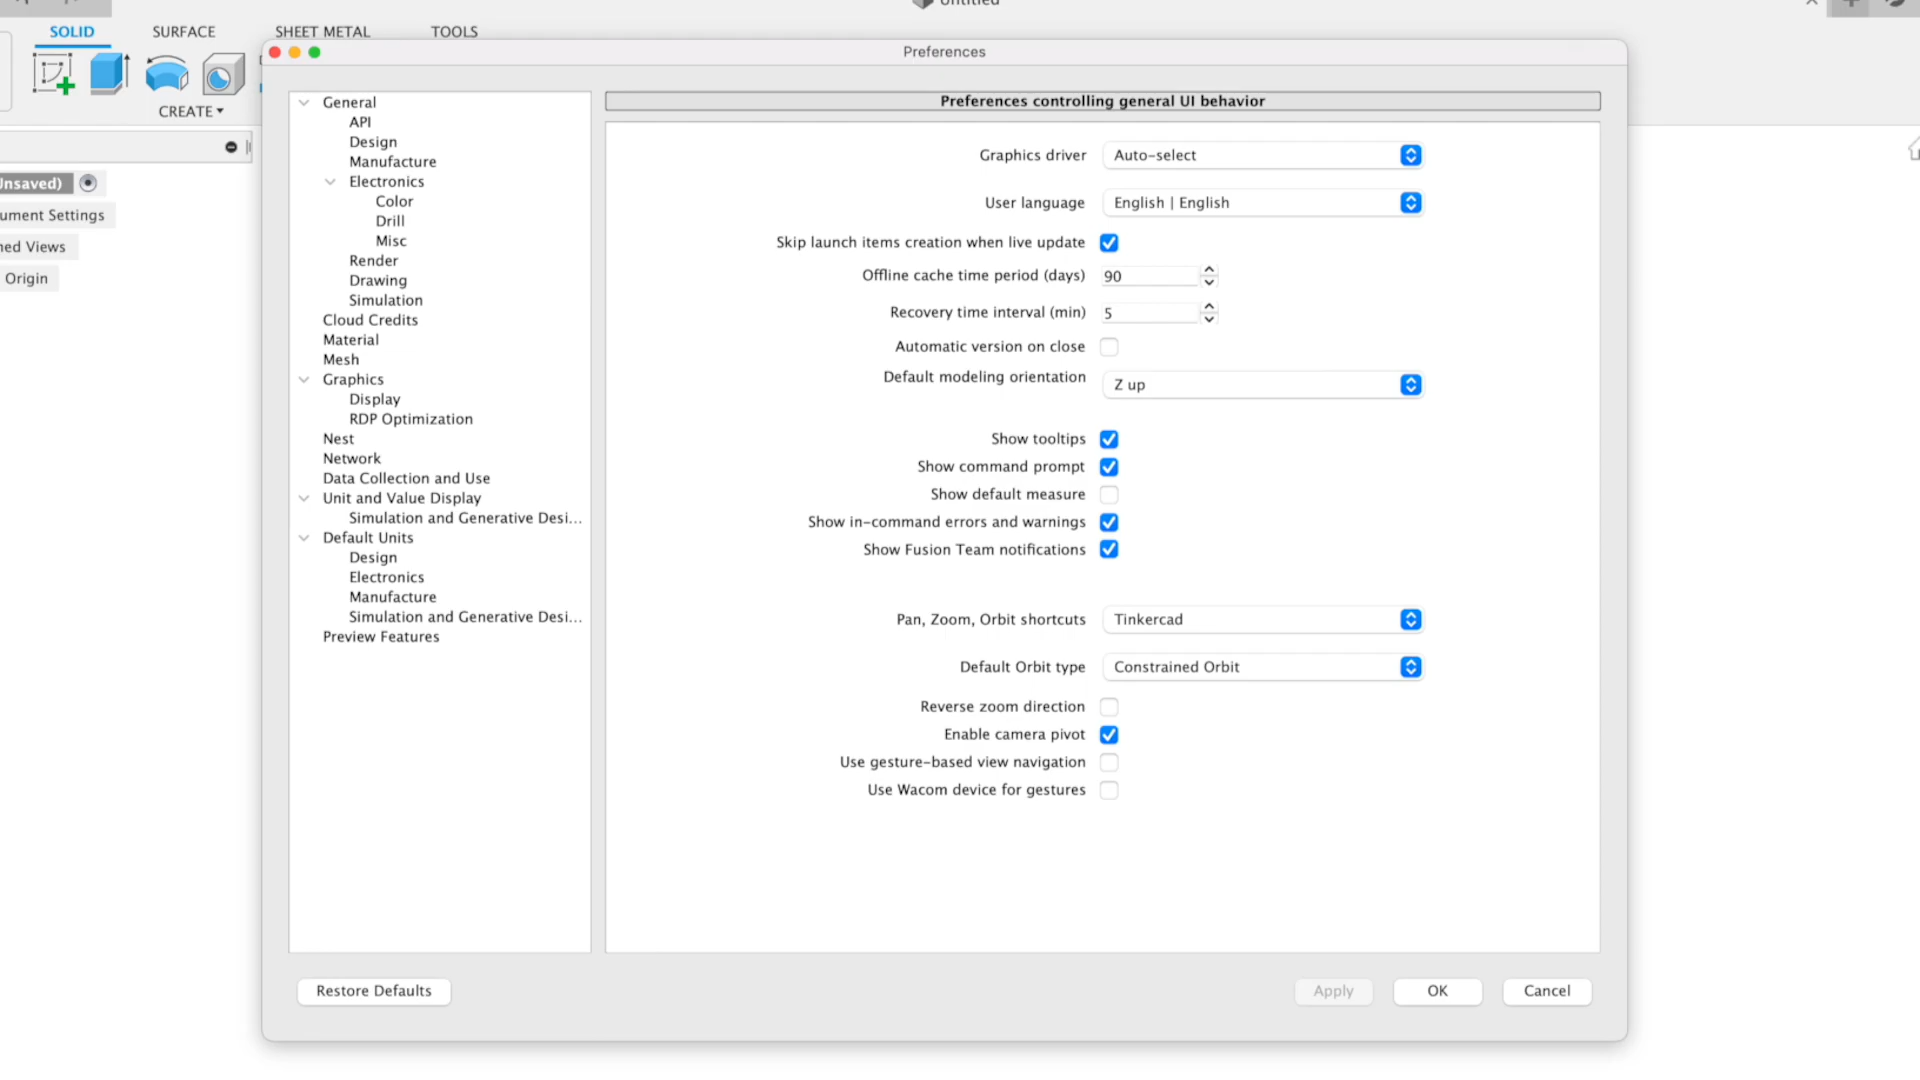 Untitled
SOLID SURFACE SHEET METAL TOOLS
CREATE
Unsaved)
ument Settings
ned Views
Origin
Preferences
General
API
Design
Manufacture
Electronics
Color
Drill
Misc
Render
Drawing
Simulation
Cloud Credits
Material
Mesh
Graphics
Display
RDP Optimization
Nest
Network
Data Collection and Use
Unit and Value Display
Simulation and Generative Desi...
Default Units
Design
Electronics
Manufacture
Simulation and Generative Desi...
Preview Features
Preferences controlling general UI behavior
Graphics driver Auto-select
User language English | English
Skip launch items creation when live update
Offline cache time period (days) 90
Recovery time interval (min) 5
Automatic version on close
Default modeling orientation Z up
Show tooltips
Show command prompt
Show default measure
Show in-command errors and warnings
Show Fusion Team notifications
Pan, Zoom, Orbit shortcuts Tinkercad
Default Orbit type Constrained Orbit
Reverse zoom direction
Enable camera pivot
Use gesture-based view navigation
Use Wacom device for gestures
Restore Defaults Apply OK Cancel